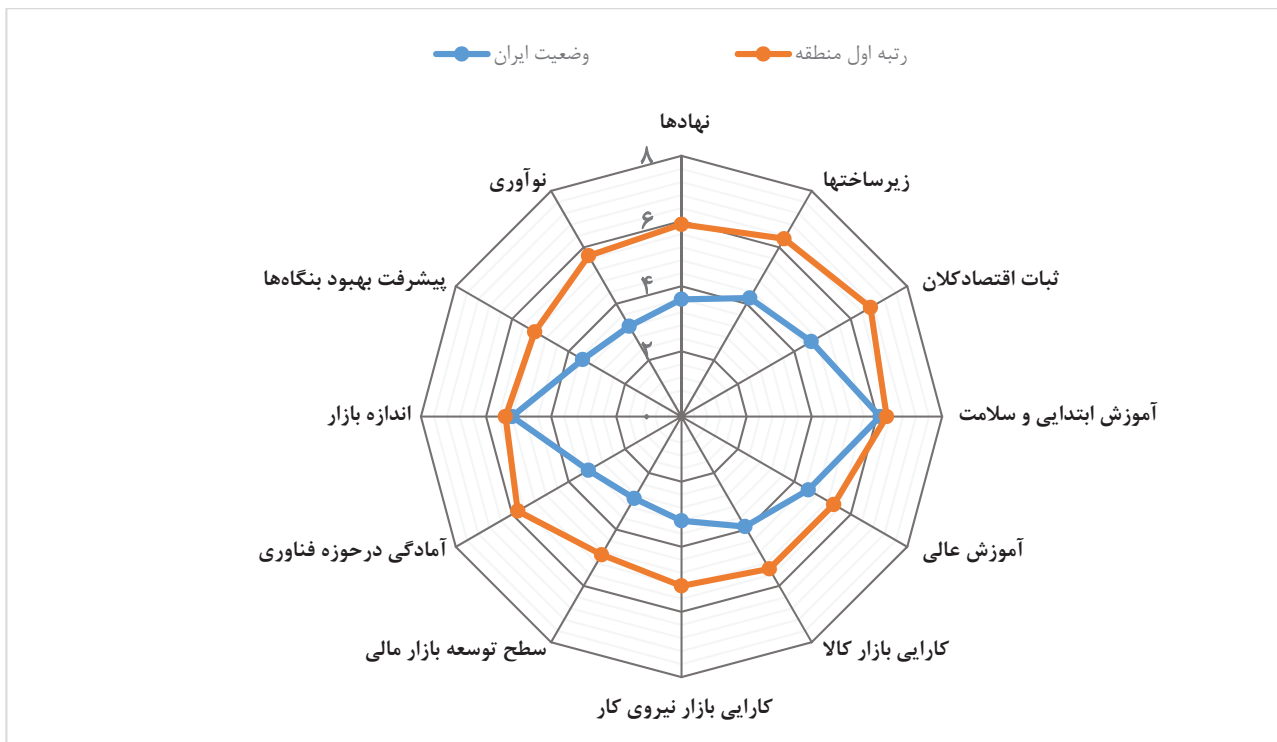 رتبه اول منطقه
وضعیت ایران
نهادها
زیرساختها
ثبات اقتصادکلان
آموزش ابتدایی و سلامت
آموزش عالی
کارایی بازار کالا
کارایی بازار نیروی کار
سطح توسعه بازار مالی
آمادگی درحوزه فناوری
اندازه بازار
پیشرفت بهبود بنگاه‌ها
نوآوری
۸
۶
۴
۲
۰